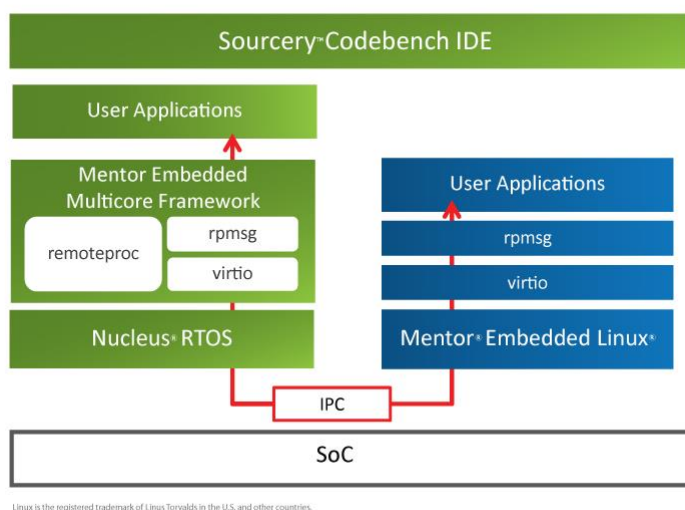 Sourcery™ Codebench IDE
User Applications
Mentor Embedded
Multicore Framework
remoteproc
rpmsg
virtio
Nucleus® RTOS
User Applications
rpmsg
virtio
Mentor® Embedded Linux®
IPC
SoC
Linux is the registered trademark of Linus Torvalds in the U.S. and other countries.